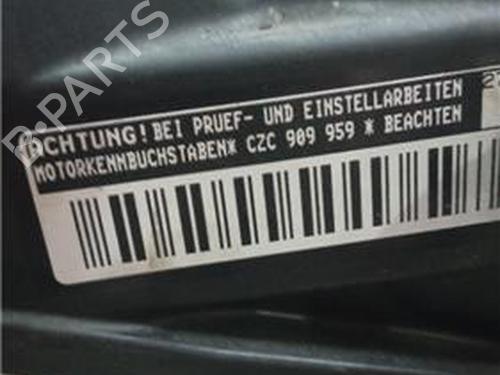 ACHTUNG! BEI PRUEF- UND EINSTELLARBEITEN
MOTORKENNBUCHSTABEN* CZC 909 959 * BEACHTEN
B-PARTS